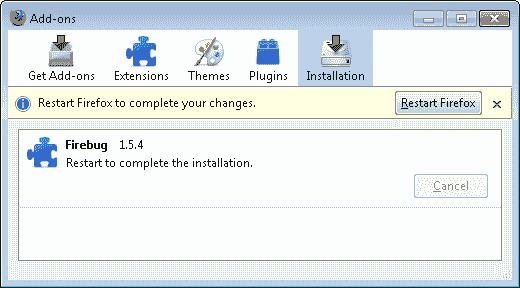 Add-ons
Get Add-ons Extensions Themes Plugins Installation
Restart Firefox to complete your changes. Restart Firefox
Firebug 1.5.4
Restart to complete the installation.
Cancel